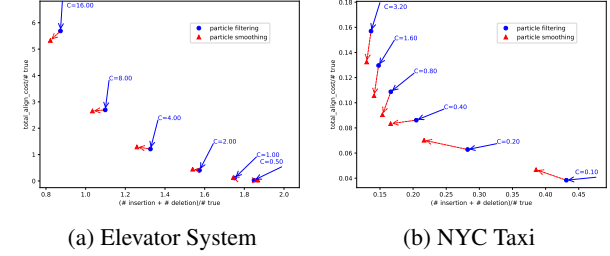 C=16.00
C=8.00
C=4.00
C=2.00
C=1.00
C=0.50
particle filtering
particle smoothing
total_align_cost/# true
6
5
4
3
2
1
0
0.8 1.0 1.2 1.4 1.6 1.8 2.0
(# insertion + # deletion)/# true
(a) Elevator System
C=3.20
C=1.60
C=0.80
C=0.40
C=0.20
C=0.10
particle filtering
particle smoothing
total_align_cost/# true
0.18
0.16
0.14
0.12
0.10
0.08
0.06
0.04
0.15 0.20 0.25 0.30 0.35 0.40 0.45
(# insertion + # deletion)/# true
(b) NYC Taxi